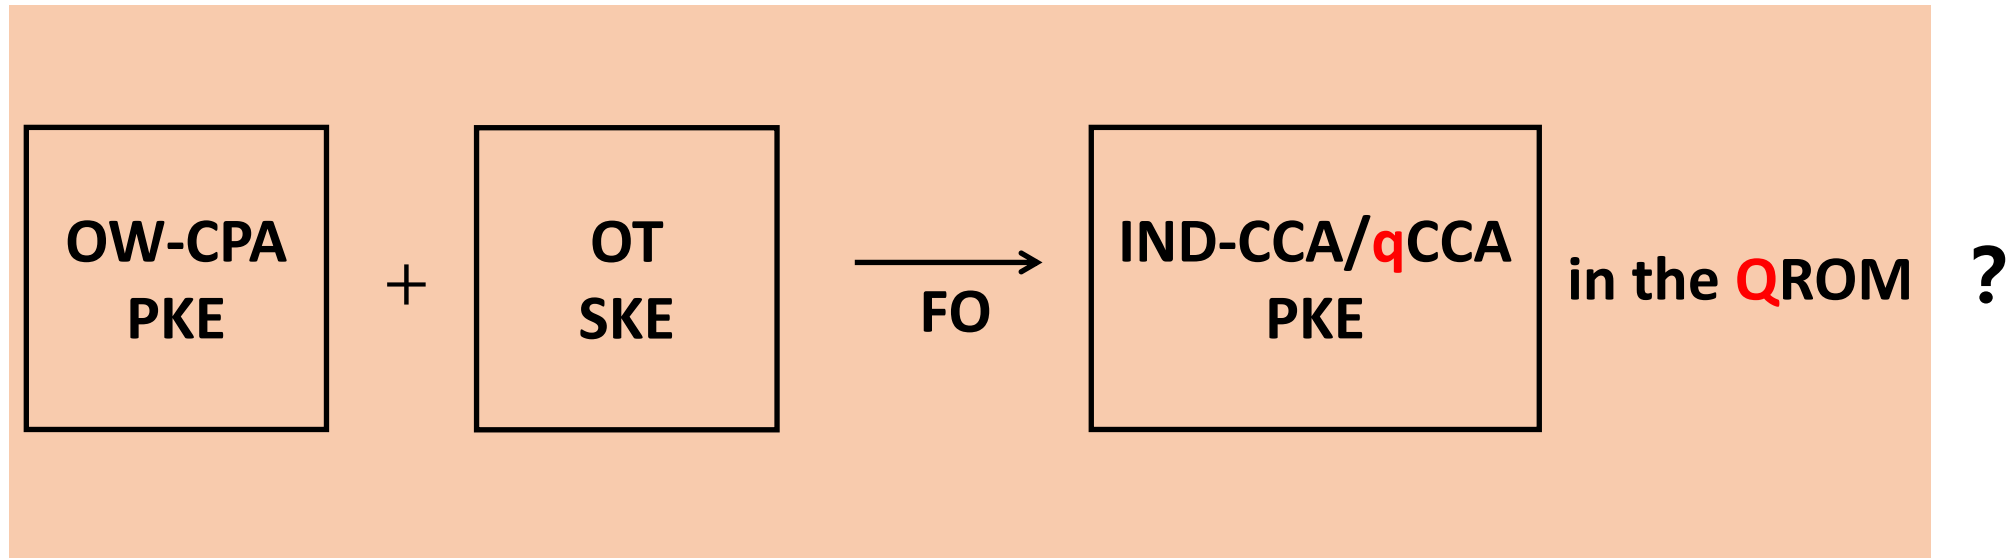 OW-CPA
PKE
+
OT
SKE
FO
IND-CCA/qCCA
PKE
in the QROM
?